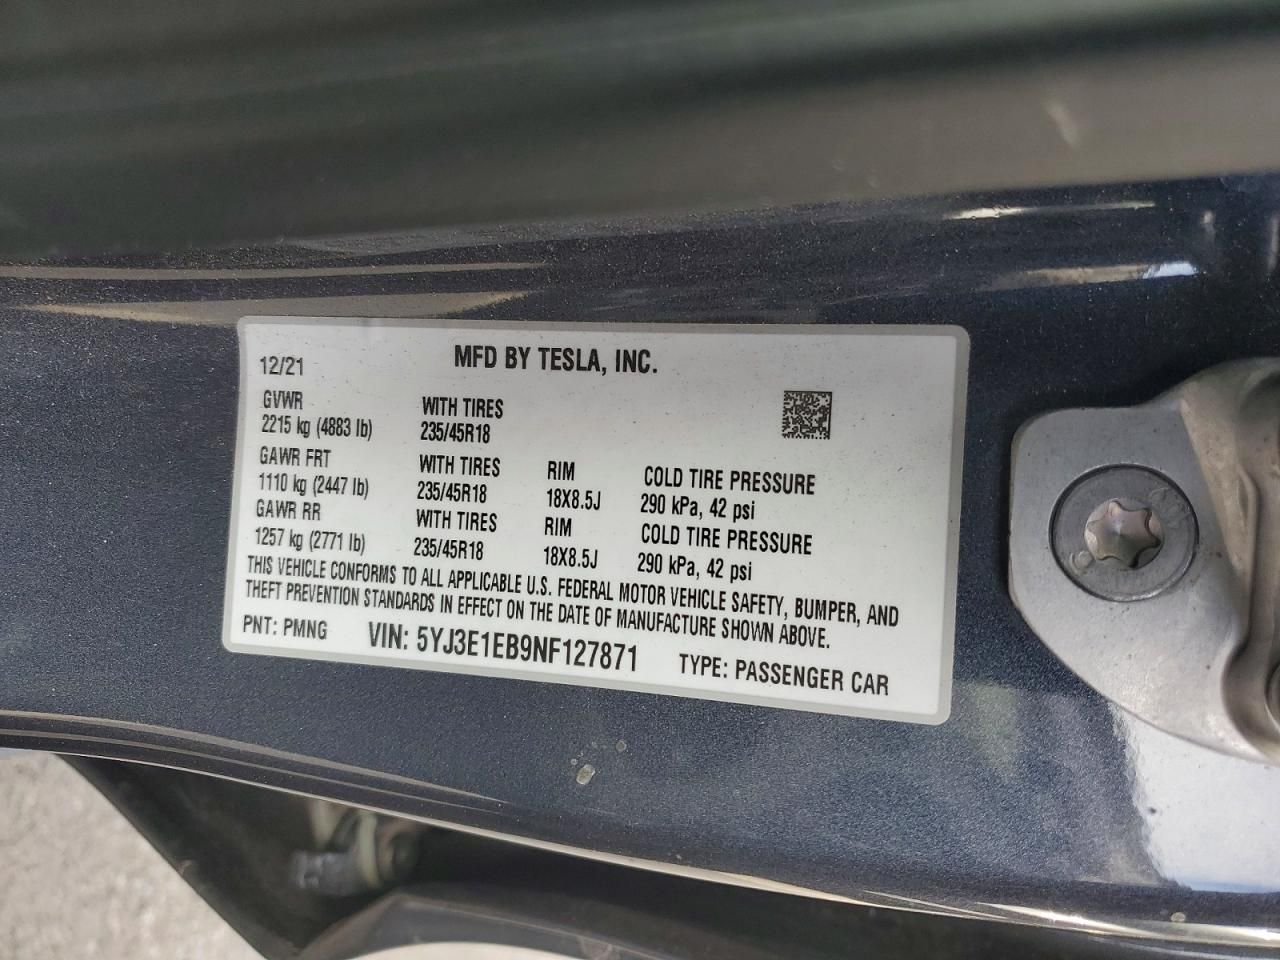 12/21 MFD BY TESLA, INC.
GVWR WITH TIRES
2215 kg (4883 lb) 235/45R18
GAWR FRT WITH TIRES RIM COLD TIRE PRESSURE
1110 kg (2447 lb) 235/45R18 18X8.5J 290 kPa, 42 psi
GAWR RR WITH TIRES RIM COLD TIRE PRESSURE
1257 kg (2771 lb) 235/45R18 18X8.5J 290 kPa, 42 psi
THIS VEHICLE CONFORMS TO ALL APPLICABLE U.S. FEDERAL MOTOR VEHICLE SAFETY, BUMPER, AND
THEFT PREVENTION STANDARDS IN EFFECT ON THE DATE OF MANUFACTURE SHOWN ABOVE.
PNT: PMNG VIN: 5YJ3E1EB9NF127871 TYPE: PASSENGER CAR